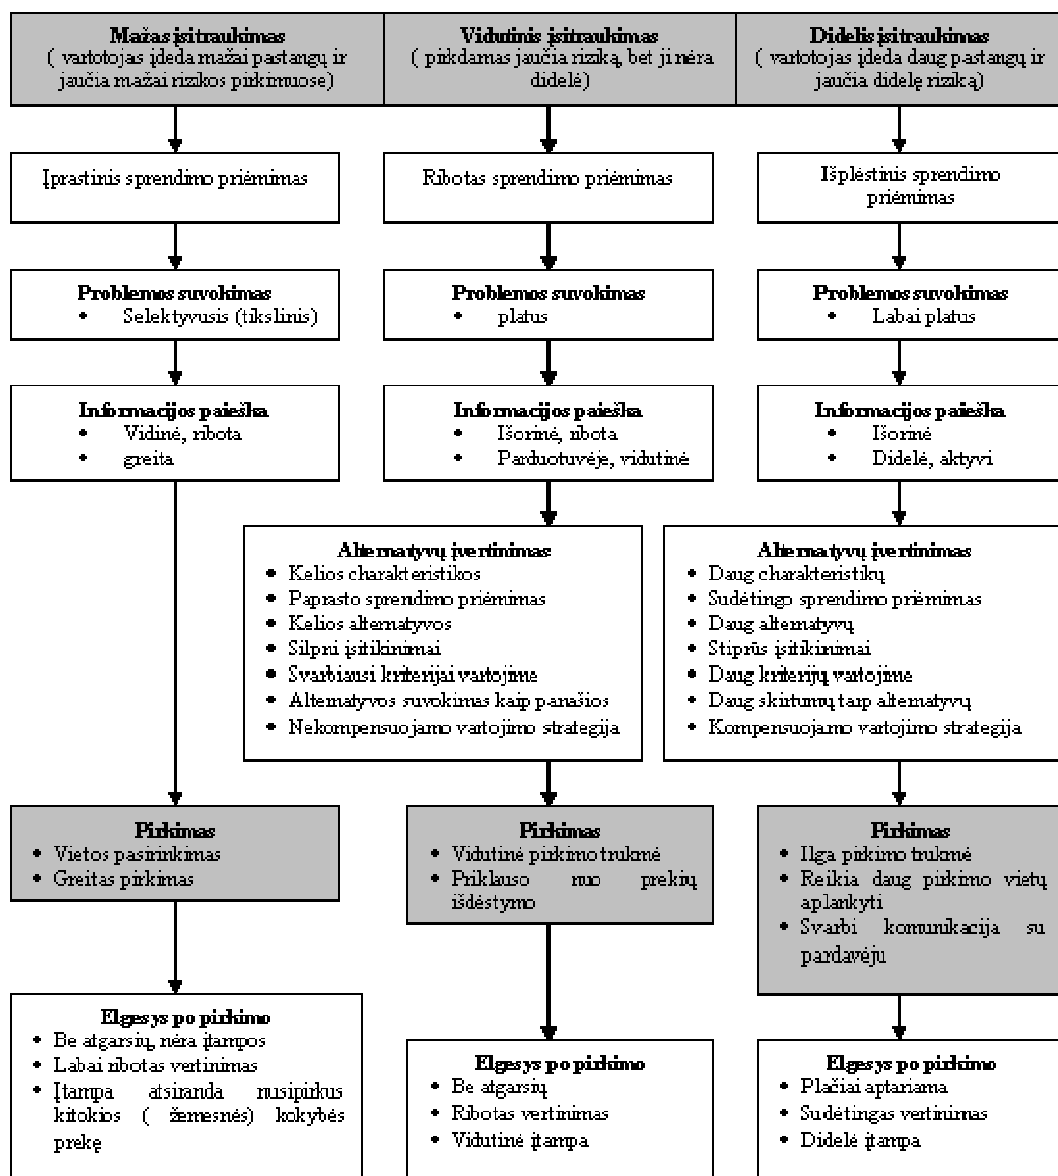 Mažas įsitraukimas
( vartotojas įdeda mažai pastangų ir
jaučia mažai rizikos pirkimuose)
Vidutinis įsitraukimas
( pirkdamas jaučia riziką, bet ji nėra
didelė)
Didelis įsitraukimas
( vartotojas įdeda daug pastangų ir
jaučia didelę riziką)
Įprastinis sprendimo priėmimas
Ribotas sprendimo priėmimas
Išplėstinis sprendimo
priėmimas
Problemos suvokimas
• Selektyvusis (tikslinis)
Problemos suvokimas
• platus
Problemos suvokimas
• Labai platus
Informacijos paieška
• Vidinė, ribota
• greita
Informacijos paieška
• Išorinė, ribota
• Parduotuvėje, vidutinė
Informacijos paieška
• Išorinė
• Didelė, aktyvi
Alternatyvų įvertinimas
• Kelios charakteristikos
• Paprasto sprendimo priėmimas
• Kelios alternatyvos
• Silpni įsitikinimai
• Svarbiausi kriterijai vartojime
• Alternatyvos suvokimas kaip panašios
• Nekompensuojamo vartojimo strategija
Alternatyvų įvertinimas
• Daug charakteristikų
• Sudėtingo sprendimo priėmimas
• Daug alternatyvų
• Stiprūs įsitikinimai
• Daug kriterijų vartojime
• Daug skirtumų tarp alternatyvų
• Kompensuojamo vartojimo strategija
Pirkimas
• Vietos pasirinkimas
• Greitas pirkimas
Pirkimas
• Vidutinė pirkimo trukmė
• Priklauso nuo prekių
išdėstymo
Pirkimas
• Ilga pirkimo trukmė
• Reikia daug pirkimo vietų
aplankyti
• Svarbi komunikacija su
pardavėju
Elgesys po pirkimo
• Be atgarsių, nėra įtampos
• Labai ribotas vertinimas
• Įtampa atsiranda nusipirkus
kitokios ( žemesnės) kokybės
prekę
Elgesys po pirkimo
• Be atgarsių
• Ribotas vertinimas
• Vidutinė įtampa
Elgesys po pirkimo
• Plačiai aptariama
• Sudėtingas vertinimas
• Didelė įtampa